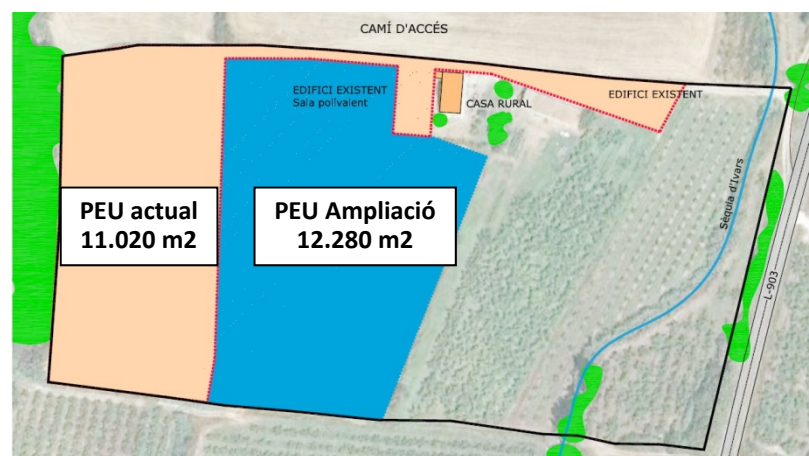 CAMÍ D'ACCÉS
EDIFICI EXISTENT
Sala polivalent
CASA RURAL
EDIFICI EXISTENT
PEU actual
11.020 m2
PEU Ampliació
12.280 m2
Sèquia d'Ivars
L-903